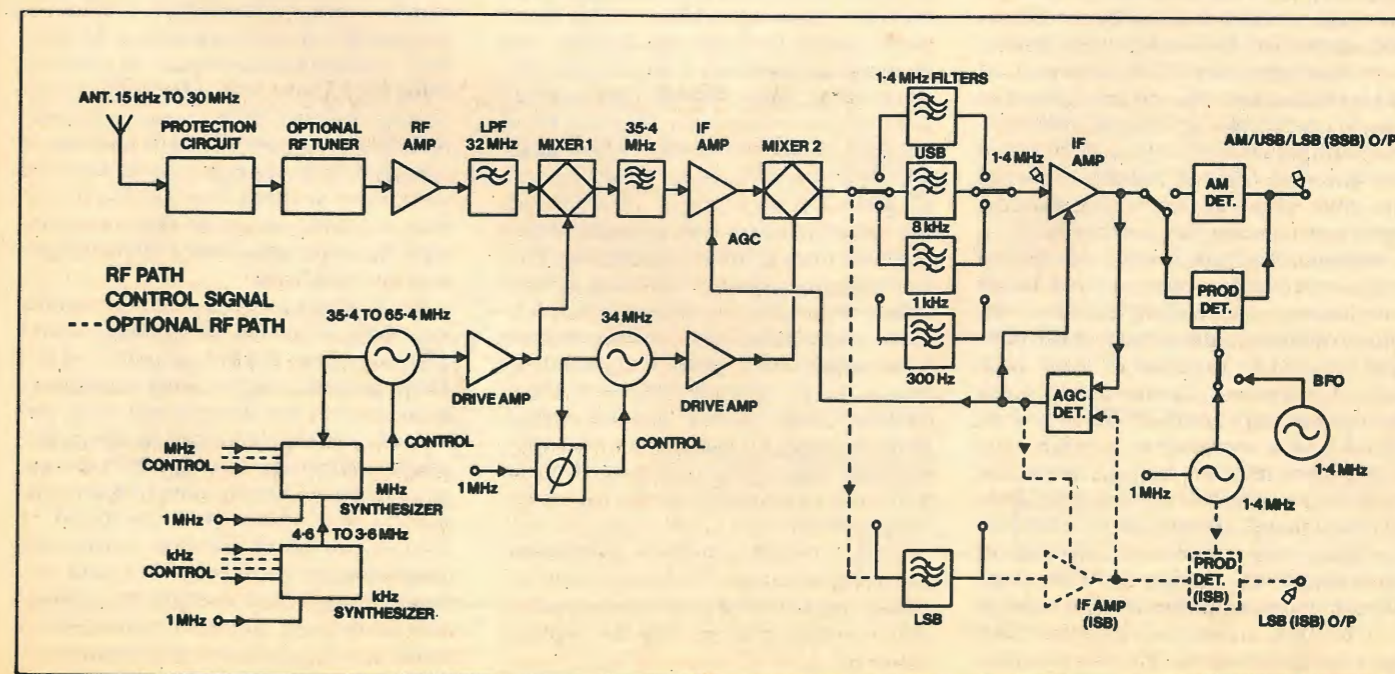 ANT. 15 kHz TO 30 MHz
PROTECTION
CIRCUIT
OPTIONAL
RF TUNER
RF
AMP
LPF
32 MHz
MIXER 1
35·4
MHz
IF
AMP
MIXER 2
1·4 MHz FILTERS
USB
8 kHz
1 kHz
300 Hz
1·4 MHz
IF
AMP
AM/USB/LSB (SSB) O/P
AM
DET.
PROD
DET.
AGC
RF PATH
CONTROL SIGNAL
OPTIONAL RF PATH
35·4 TO 65·4 MHz
DRIVE AMP
34 MHz
DRIVE AMP
AGC
DET.
BFO
1·4 MHz
MHz
CONTROL
CONTROL
1 MHz
CONTROL
1 MHz
1·4 MHz
MHz
SYNTHESIZER
1 MHz
4·6 TO 3·6 MHz
kHz
CONTROL
kHz
SYNTHESIZER
1 MHz
LSB
IF AMP
(ISB)
PROD
DET.
(ISB)
LSB (ISB) O/P